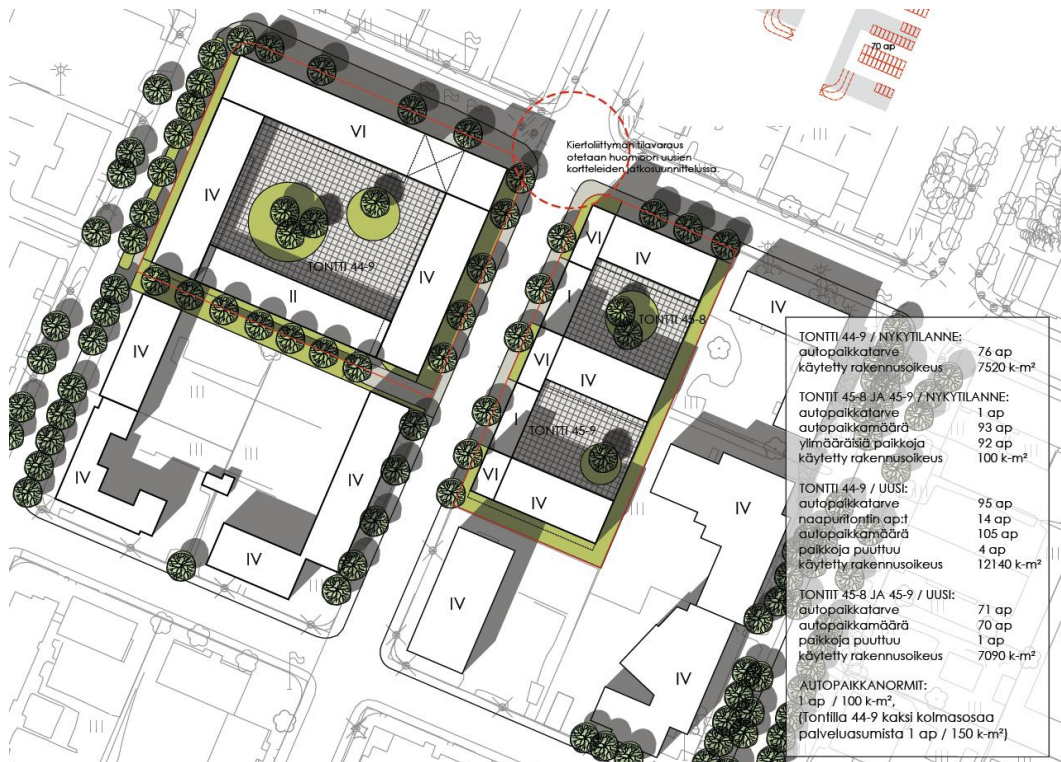 70 ap
Kiertoliittymän tilavaraus
otetaan huomioon uusien
kortteleiden jatkosuunnittelussa.
VI
IV
TONTTI 44-9
IV
II
VI
IV
I
TONTTI 45-8
VI
IV
I
TONTTI 45-9
VI
IV
IV
IV
IV
IV
IV
IV
IV
IV
III
III
III
III
III
III
III
TONTTI 44-9 / NYKYTILANNE:
autopaikkatarve 76 ap
käytetty rakennusoikeus 7520 k-m²
TONTIT 45-8 JA 45-9 / NYKYTILANNE:
autopaikkatarve 1 ap
autopaikkamäärä 93 ap
ylimääräisiä paikkoja 92 ap
käytetty rakennusoikeus 100 k-m²
TONTTI 44-9 / UUSI:
autopaikkatarve 95 ap
naapuritontin ap:t 14 ap
autopaikkamäärä 105 ap
paikkoja puuttuu 4 ap
käytetty rakennusoikeus 12140 k-m²
TONTIT 45-8 JA 45-9 / UUSI:
autopaikkatarve 71 ap
autopaikkamäärä 70 ap
paikkoja puuttuu 1 ap
käytetty rakennusoikeus 7090 k-m²
AUTOPAIKKANORMIT:
1 ap / 100 k-m²,
(Tontilla 44-9 kaksi kolmasosaa
palveluasumista 1 ap / 150 k-m²)